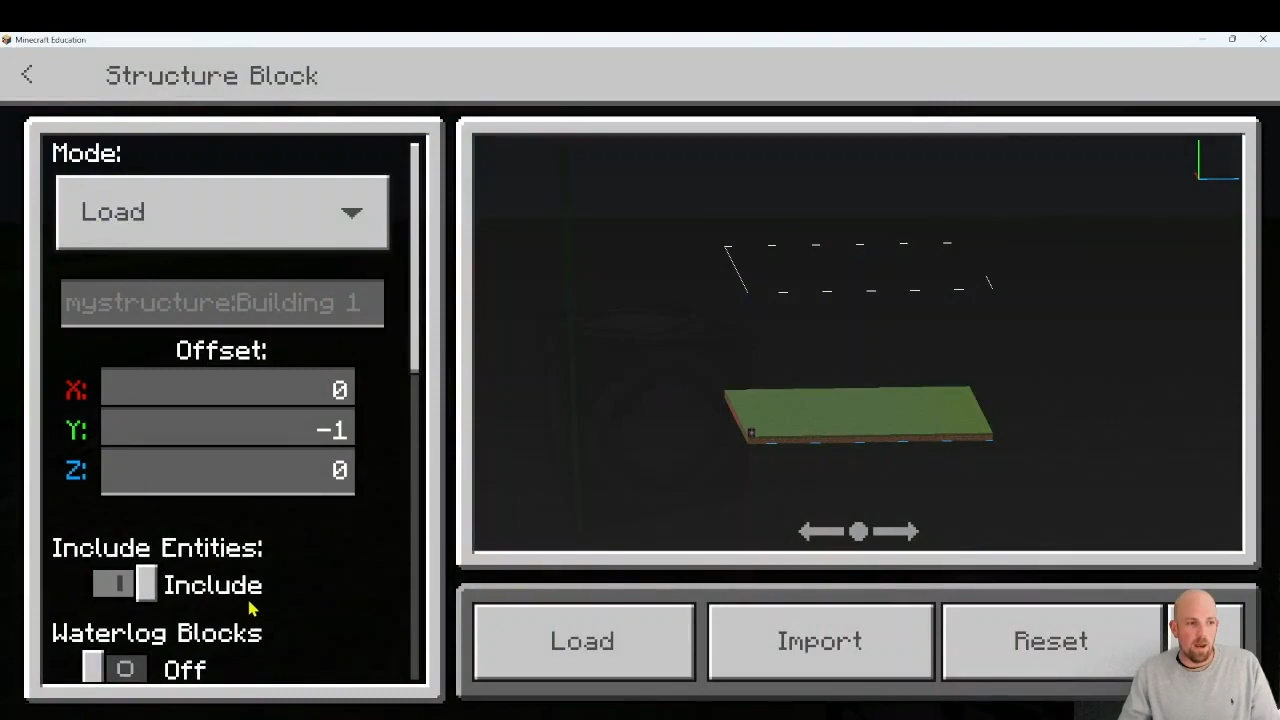 Minecraft Education
Structure Block
Mode:
Load
mystructure:Building 1
Offset:
X: 0
Y: -1
Z: 0
Include Entities:
Include
Waterlog Blocks
Off
Load
Import
Reset